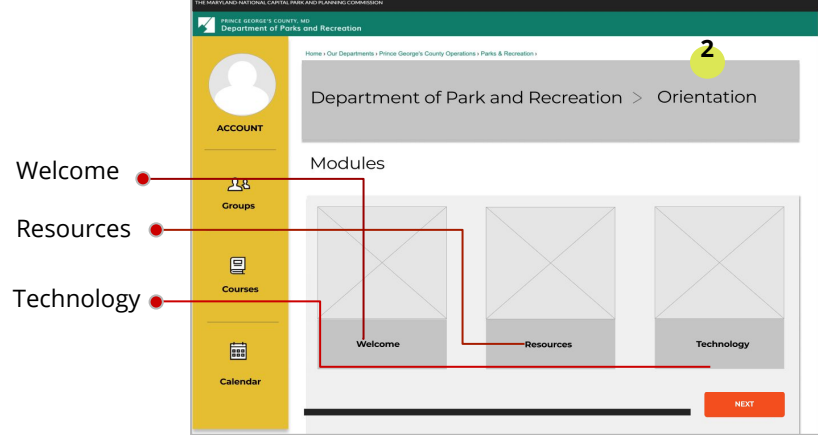 THE MARYLAND-NATIONAL CAPITAL PARK AND PLANNING COMMISSION
PRINCE GEORGE'S COUNTY, MD
Department of Parks and Recreation
Home › Our Departments › Prince George's County Operations › Parks & Recreation ›
2
Department of Park and Recreation > Orientation
ACCOUNT
Modules
Welcome
Groups
Resources
Courses
Technology
Welcome
Resources
Technology
Calendar
NEXT